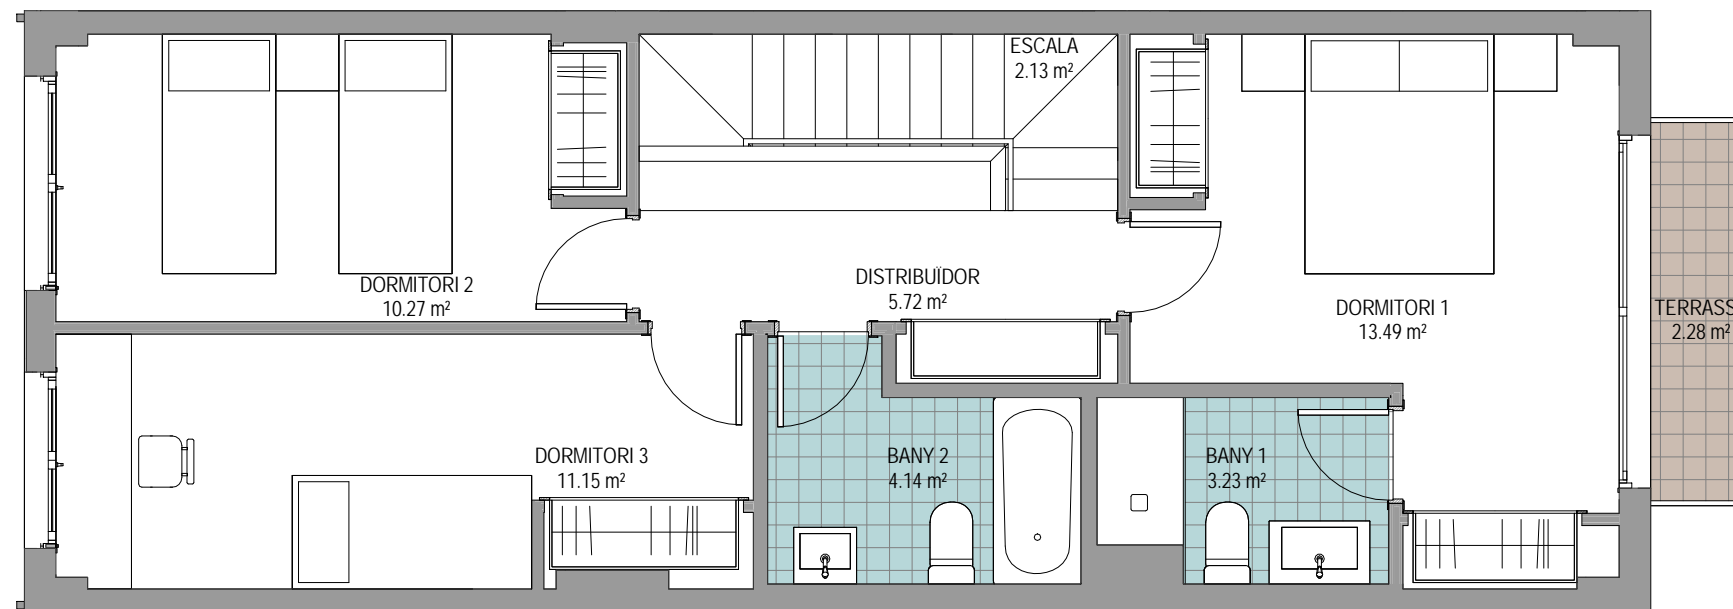 ESCALA
2.13 m²
DORMITORI 2
10.27 m²
DISTRIBUÏDOR
5.72 m²
DORMITORI 1
13.49 m²
TERRASS
2.28 m²
DORMITORI 3
11.15 m²
BANY 2
4.14 m²
BANY 1
3.23 m²